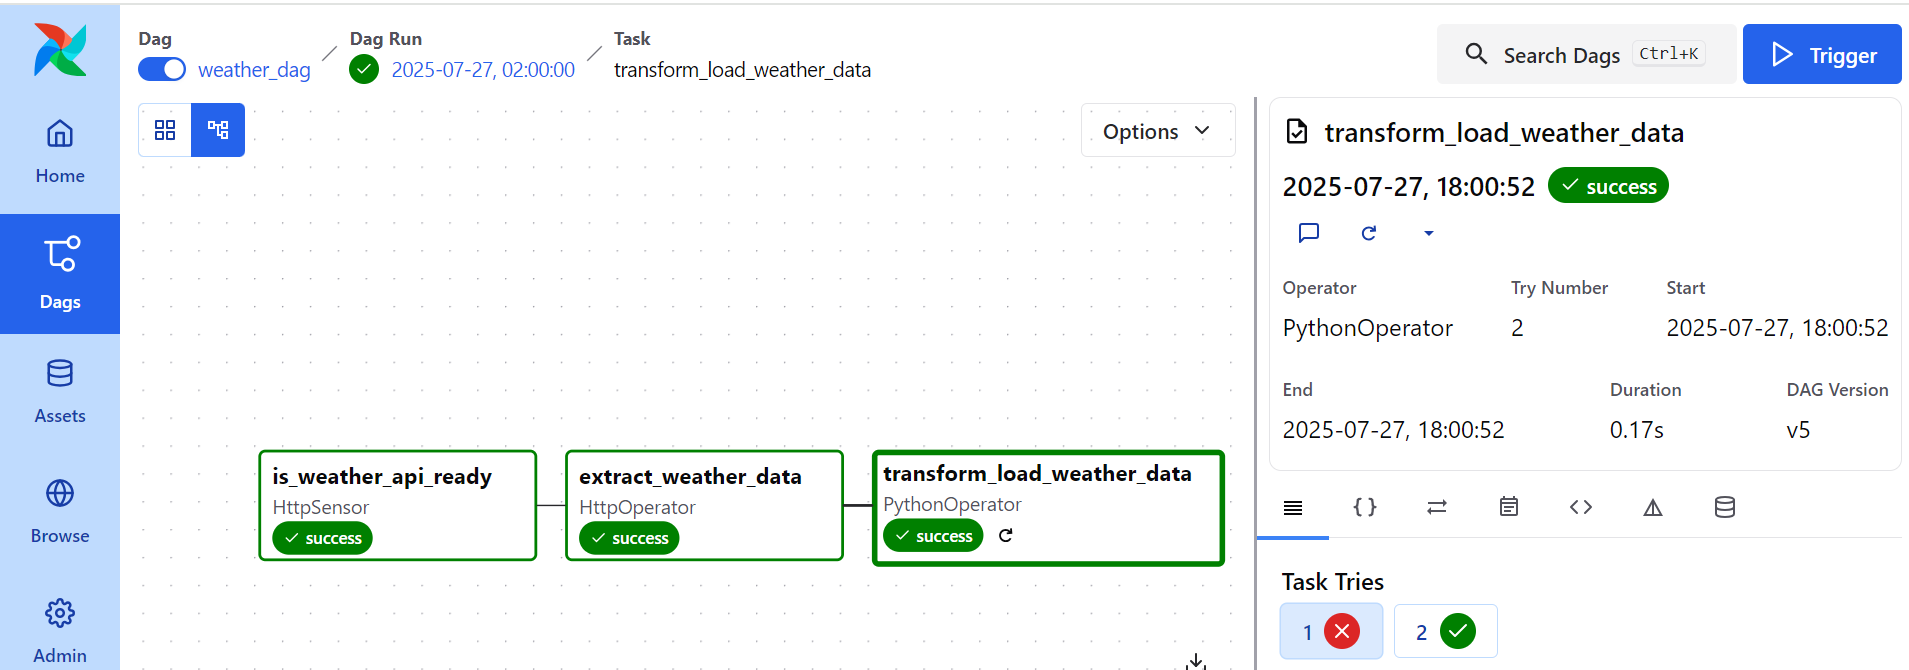 Dag
weather_dag
Dag Run
2025-07-27, 02:00:00
Task
transform_load_weather_data
Search Dags Ctrl+K
Trigger
Home
Dags
Assets
Browse
Admin
Options
is_weather_api_ready
HttpSensor
success
extract_weather_data
HttpOperator
success
transform_load_weather_data
PythonOperator
success
transform_load_weather_data
2025-07-27, 18:00:52 success
Operator Try Number Start
PythonOperator 2 2025-07-27, 18:00:52
End Duration DAG Version
2025-07-27, 18:00:52 0.17s v5
Task Tries
1 2